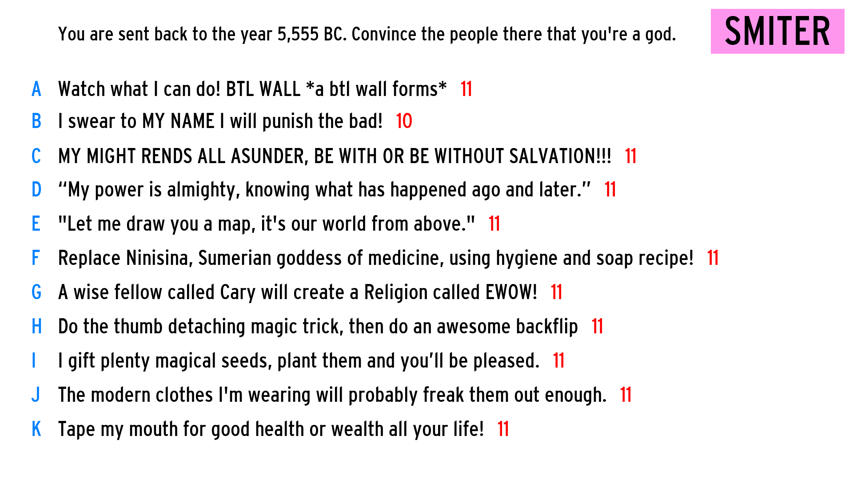 You are sent back to the year 5,555 BC. Convince the people there that you're a god.
SMITER
A Watch what I can do! BTL WALL *a btl wall forms* 11
B I swear to MY NAME I will punish the bad! 10
C MY MIGHT RENDS ALL ASUNDER, BE WITH OR BE WITHOUT SALVATION!!! 11
D “My power is almighty, knowing what has happened ago and later.” 11
E "Let me draw you a map, it's our world from above." 11
F Replace Ninisina, Sumerian goddess of medicine, using hygiene and soap recipe! 11
G A wise fellow called Cary will create a Religion called EWOW! 11
H Do the thumb detaching magic trick, then do an awesome backflip 11
I I gift plenty magical seeds, plant them and you’ll be pleased. 11
J The modern clothes I'm wearing will probably freak them out enough. 11
K Tape my mouth for good health or wealth all your life! 11